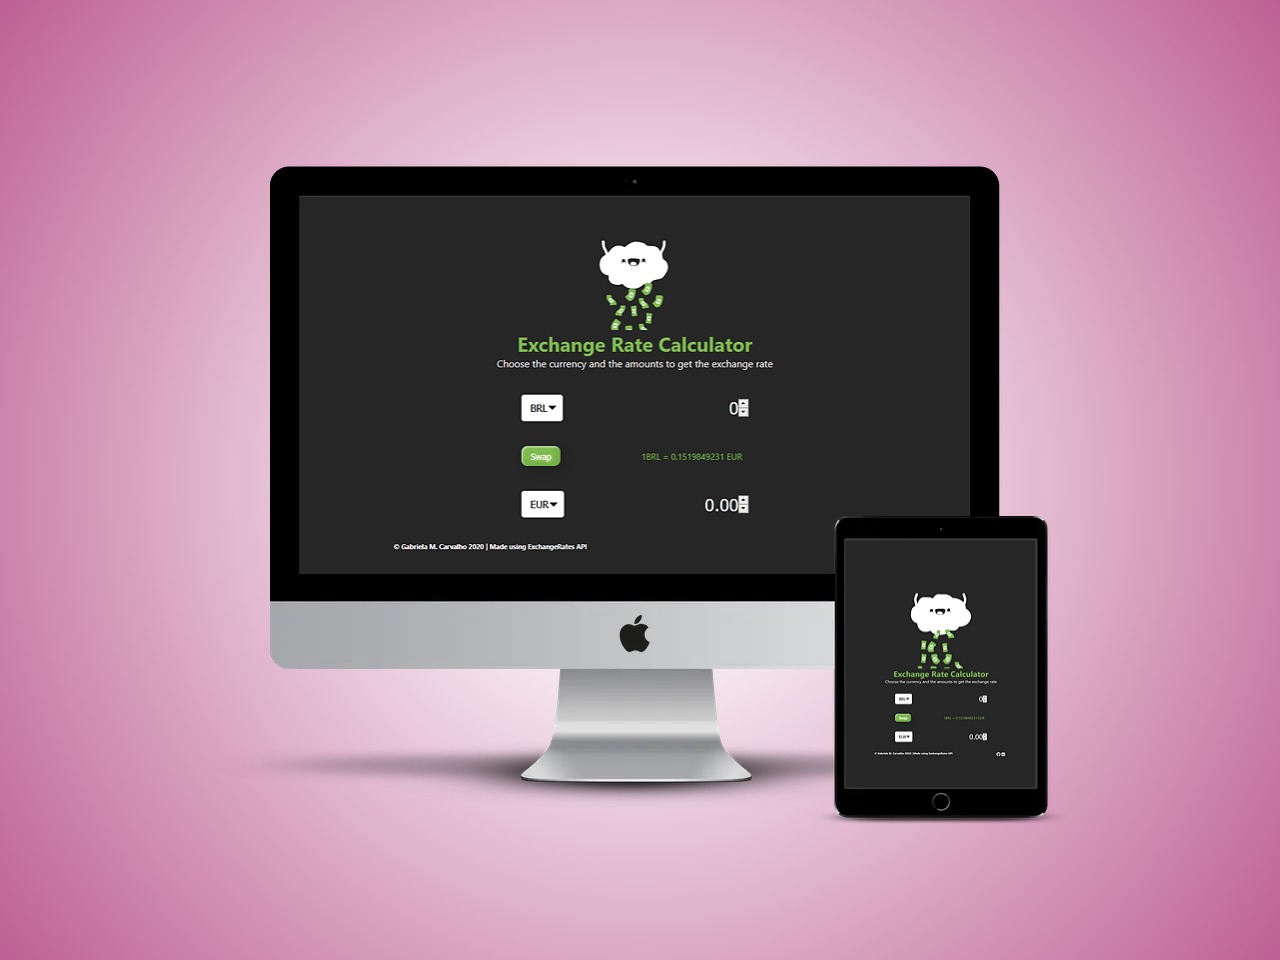 Exchange Rate Calculator
Choose the currency and the amounts to get the exchange rate
BRL
0
Swap
1BRL = 0.1519849231 EUR
EUR
0.00
© Gabriela M. Carvalho 2020 | Made using ExchangeRates API
Exchange Rate Calculator
Choose the currency and the amounts to get the exchange rate
BRL
0
Swap
1BRL = 0.1519849231 EUR
EUR
0.00
© Gabriela M. Carvalho 2020 | Made using ExchangeRates API